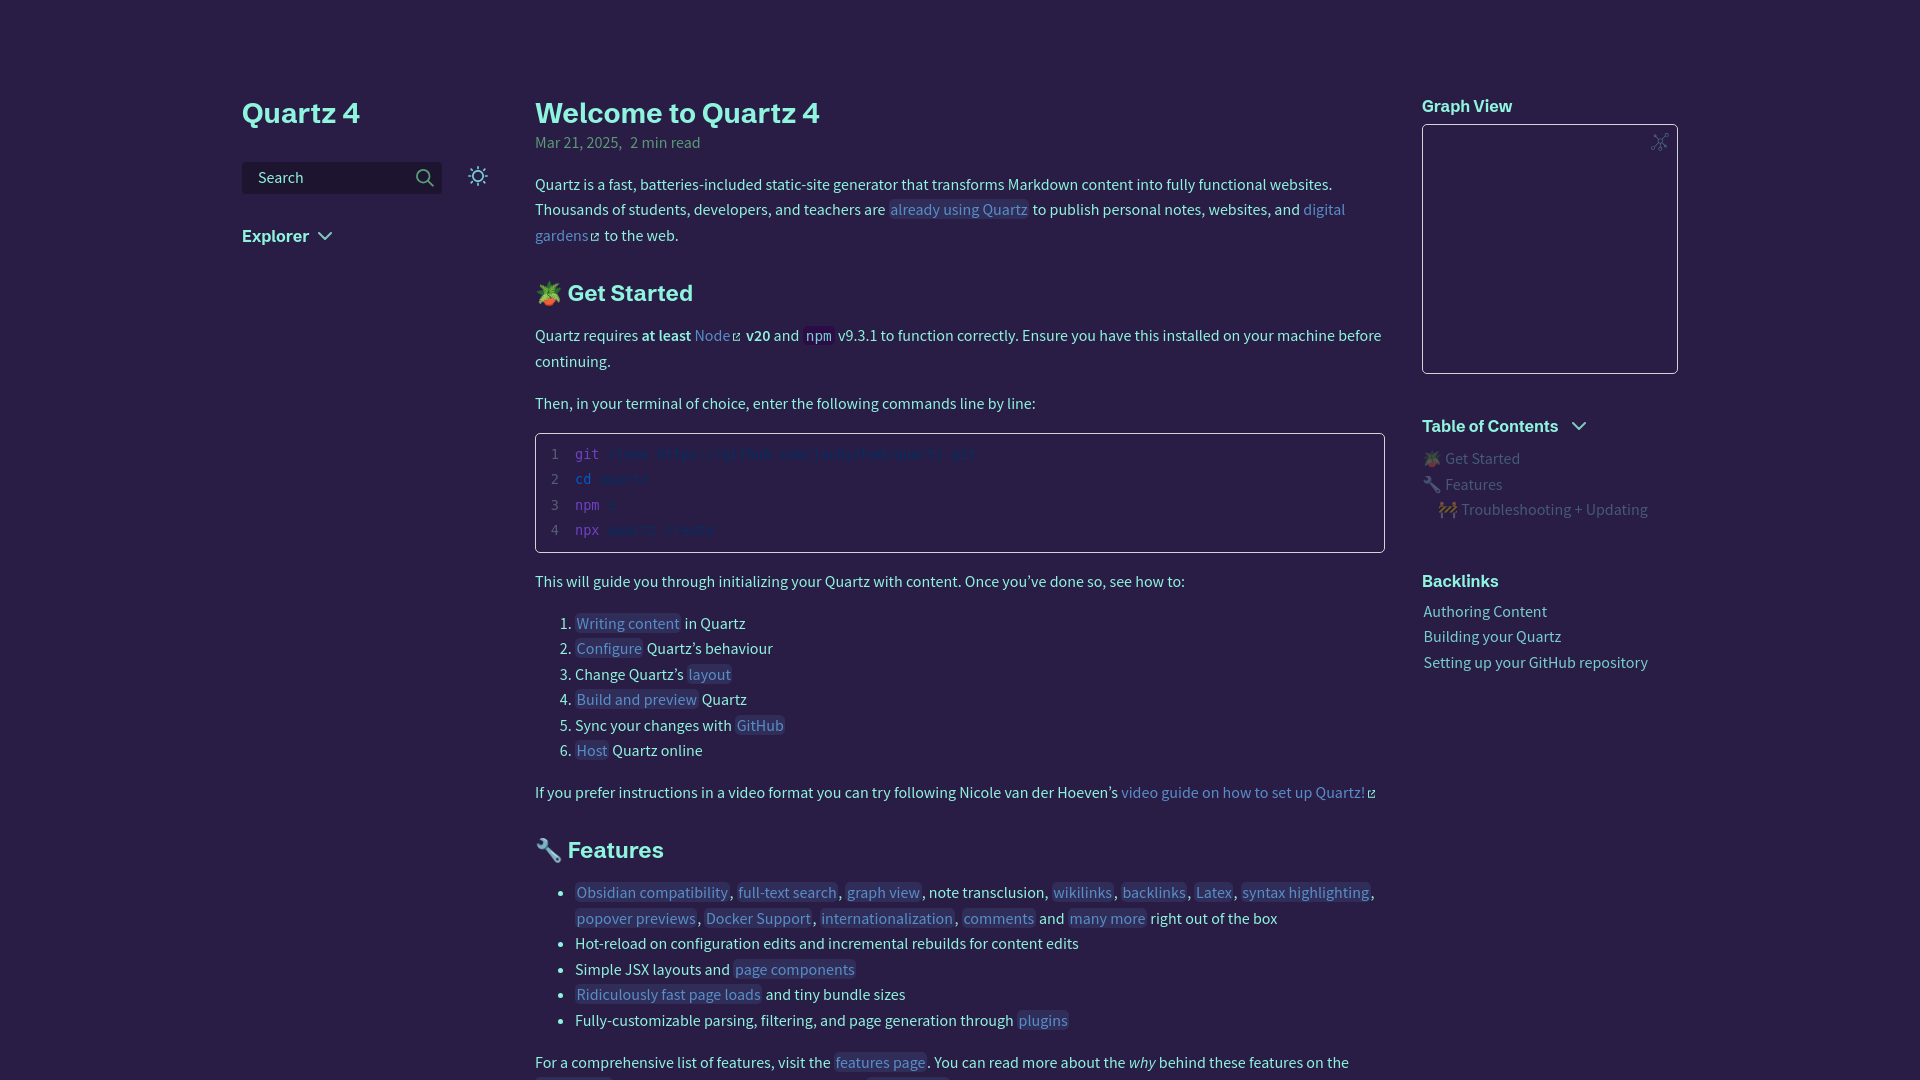 Quartz 4
Search
Explorer
Welcome to Quartz 4
Mar 21, 2025, 2 min read
Quartz is a fast, batteries-included static-site generator that transforms Markdown content into fully functional websites.
Thousands of students, developers, and teachers are already using Quartz to publish personal notes, websites, and digital
gardens to the web.
🪴 Get Started
Quartz requires at least Node v20 and npm v9.3.1 to function correctly. Ensure you have this installed on your machine before
continuing.
Then, in your terminal of choice, enter the following commands line by line:
1 git
2 cd
3 npm
4 npx
This will guide you through initializing your Quartz with content. Once you’ve done so, see how to:
1. Writing content in Quartz
2. Configure Quartz’s behaviour
3. Change Quartz’s layout
4. Build and preview Quartz
5. Sync your changes with GitHub
6. Host Quartz online
If you prefer instructions in a video format you can try following Nicole van der Hoeven’s video guide on how to set up Quartz!
🔧 Features
• Obsidian compatibility, full-text search, graph view, note transclusion, wikilinks, backlinks, Latex, syntax highlighting,
popover previews, Docker Support, internationalization, comments and many more right out of the box
• Hot-reload on configuration edits and incremental rebuilds for content edits
• Simple JSX layouts and page components
• Ridiculously fast page loads and tiny bundle sizes
• Fully-customizable parsing, filtering, and page generation through plugins
For a comprehensive list of features, visit the features page. You can read more about the why behind these features on the
Graph View
Table of Contents
🪴 Get Started
🔧 Features
🚧 Troubleshooting + Updating
Backlinks
Authoring Content
Building your Quartz
Setting up your GitHub repository